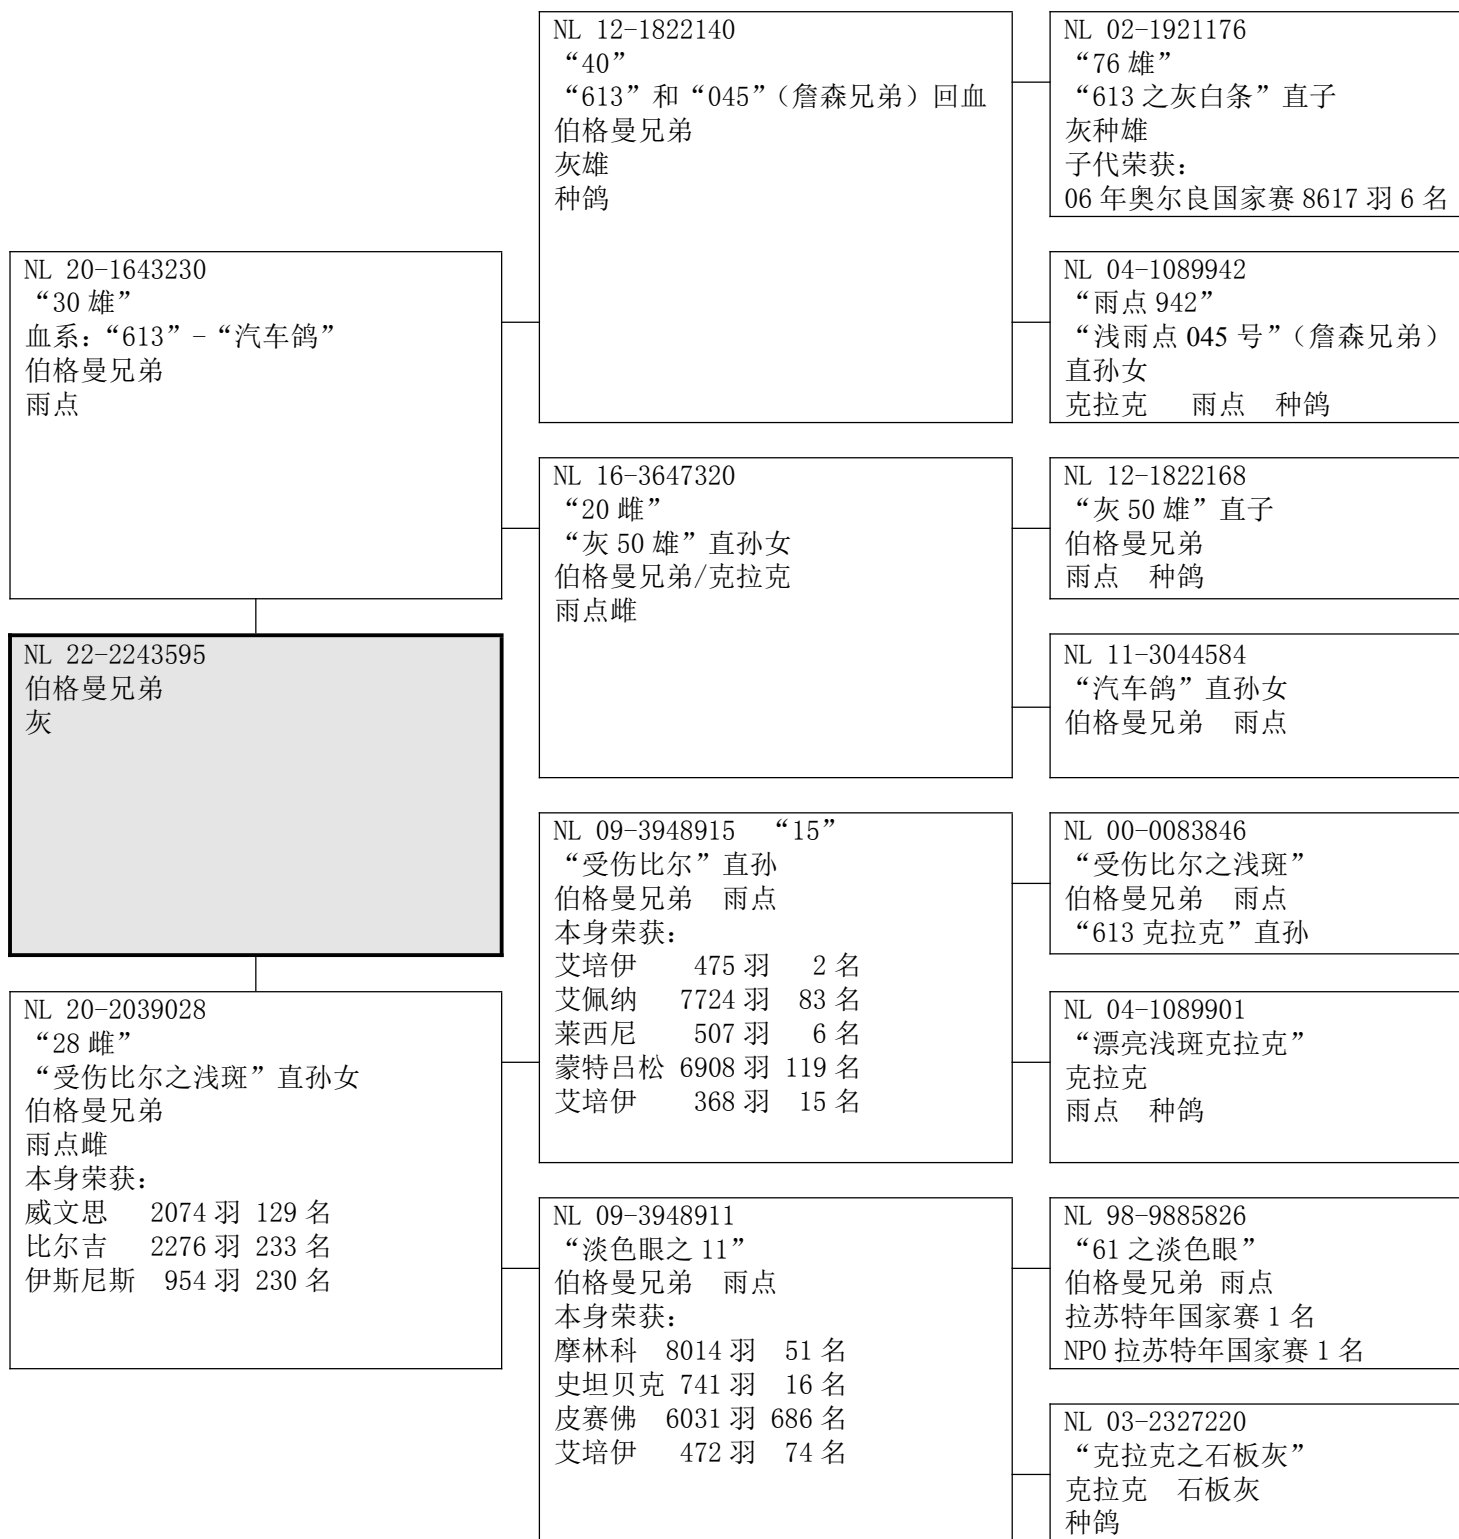 NL 20-1643230
“30 雄”
血系：“613”-“汽车鸽”
伯格曼兄弟
雨点
NL 22-2243595
伯格曼兄弟
灰
NL 20-2039028
“28 雌”
“受伤比尔之浅斑”直孙女
伯格曼兄弟
雨点雌
本身荣获：
威文思 2074 羽 129 名
比尔吉 2276 羽 233 名
伊斯尼斯 954 羽 230 名
NL 12-1822140
“40”
“613”和“045”（詹森兄弟）回血
伯格曼兄弟
灰雄
种鸽
NL 16-3647320
“20 雌”
“灰 50 雄”直孙女
伯格曼兄弟/克拉克
雨点雌
NL 09-3948915 “15”
“受伤比尔”直孙
伯格曼兄弟 雨点
本身荣获：
艾培伊 475 羽 2 名
艾佩纳 7724 羽 83 名
莱西尼 507 羽 6 名
蒙特吕松 6908 羽 119 名
艾培伊 368 羽 15 名
NL 09-3948911
“淡色眼之 11”
伯格曼兄弟 雨点
本身荣获：
摩林科 8014 羽 51 名
史坦贝克 741 羽 16 名
皮赛佛 6031 羽 686 名
艾培伊 472 羽 74 名
NL 02-1921176
“76 雄”
“613 之灰白条”直子
灰种雄
子代荣获：
06 年奥尔良国家赛 8617 羽 6 名
NL 04-1089942
“雨点 942”
“浅雨点 045 号”（詹森兄弟）
直孙女
克拉克 雨点 种鸽
NL 12-1822168
“灰 50 雄”直子
伯格曼兄弟
雨点 种鸽
NL 11-3044584
“汽车鸽”直孙女
伯格曼兄弟 雨点
NL 00-0083846
“受伤比尔之浅斑”
伯格曼兄弟 雨点
“613 克拉克”直孙
NL 04-1089901
“漂亮浅斑克拉克”
克拉克
雨点 种鸽
NL 98-9885826
“61 之淡色眼”
伯格曼兄弟 雨点
拉苏特年国家赛 1 名
NPO 拉苏特年国家赛 1 名
NL 03-2327220
“克拉克之石板灰”
克拉克 石板灰
种鸽